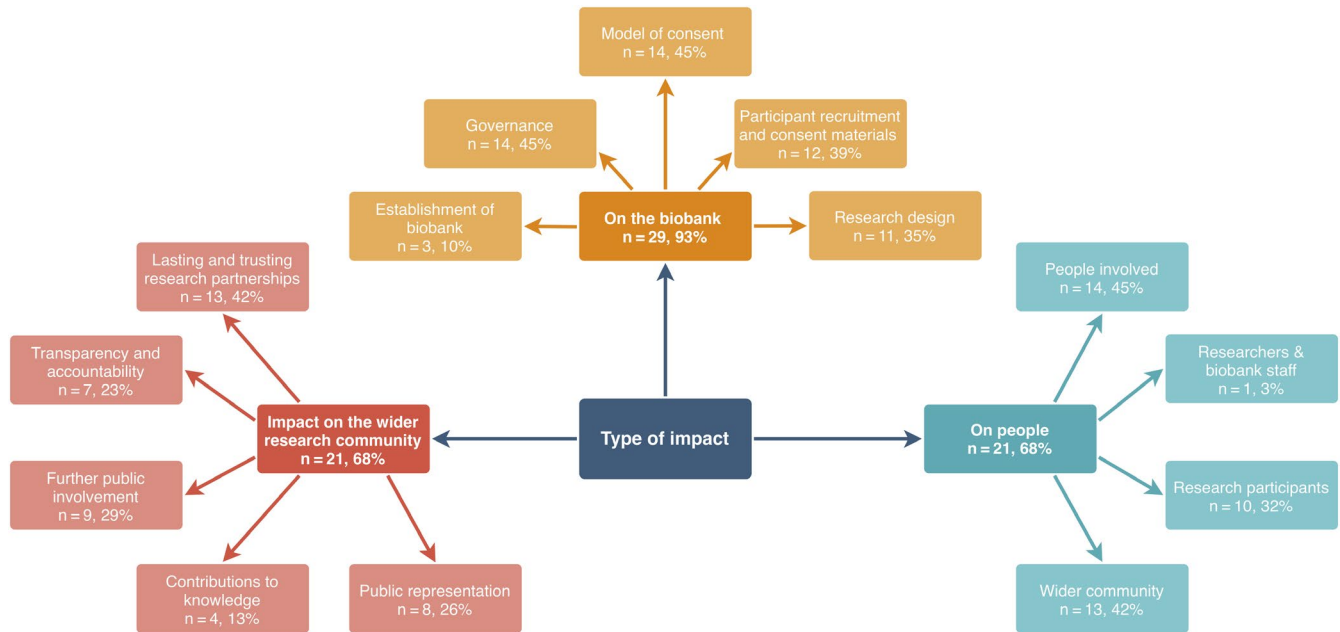 Model of consent
n = 14, 45%
Governance
n = 14, 45%
Participant recruitment
and consent materials
n = 12, 39%
Establishment of
biobank
n = 3, 10%
On the biobank
n = 29, 93%
Research design
n = 11, 35%
Lasting and trusting
research partnerships
n = 13, 42%
People involved
n = 14, 45%
Transparency and
accountability
n = 7, 23%
Researchers &
biobank staff
n = 1, 3%
Impact on the wider
research community
n = 21, 68%
Type of impact
On people
n = 21, 68%
Further public
involvement
n = 9, 29%
Research participants
n = 10, 32%
Contributions to
knowledge
n = 4, 13%
Public representation
n = 8, 26%
Wider community
n = 13, 42%